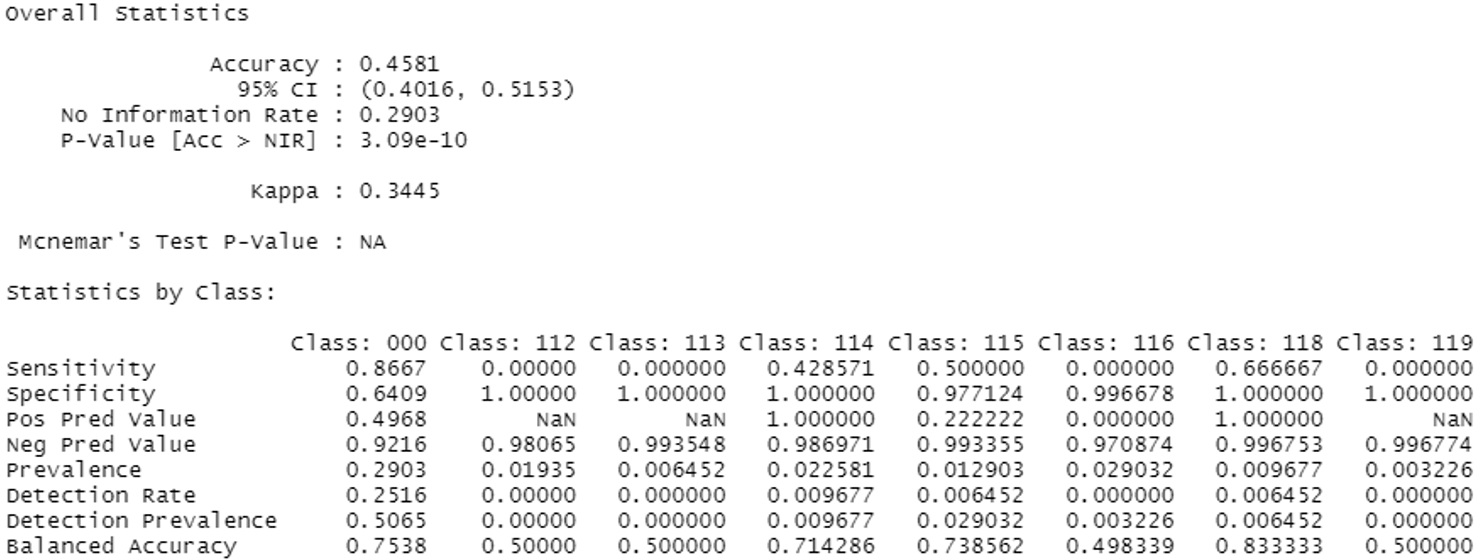 Overall Statistics
Accuracy : 0.4581
95% CI : (0.4016, 0.5153)
No Information Rate : 0.2903
P-Value [Acc > NIR] : 3.09e-10
Kappa : 0.3445
Mcnemar's Test P-Value : NA
Statistics by Class:
Class: 000 Class: 112 Class: 113 Class: 114 Class: 115 Class: 116 Class: 118 Class: 119
Sensitivity 0.8667 0.00000 0.000000 0.428571 0.500000 0.000000 0.666667 0.000000
Specificity 0.6409 1.00000 1.000000 1.000000 0.977124 0.996678 1.000000 1.000000
Pos Pred Value 0.4968 NaN NaN 1.000000 0.222222 0.000000 1.000000 NaN
Neg Pred Value 0.9216 0.98065 0.993548 0.986971 0.993355 0.970874 0.996753 0.996774
Prevalence 0.2903 0.01935 0.006452 0.022581 0.012903 0.029032 0.009677 0.003226
Detection Rate 0.2516 0.00000 0.000000 0.009677 0.006452 0.000000 0.006452 0.000000
Detection Prevalence 0.5065 0.00000 0.000000 0.009677 0.029032 0.003226 0.006452 0.000000
Balanced Accuracy 0.7538 0.50000 0.500000 0.714286 0.738562 0.498339 0.833333 0.500000